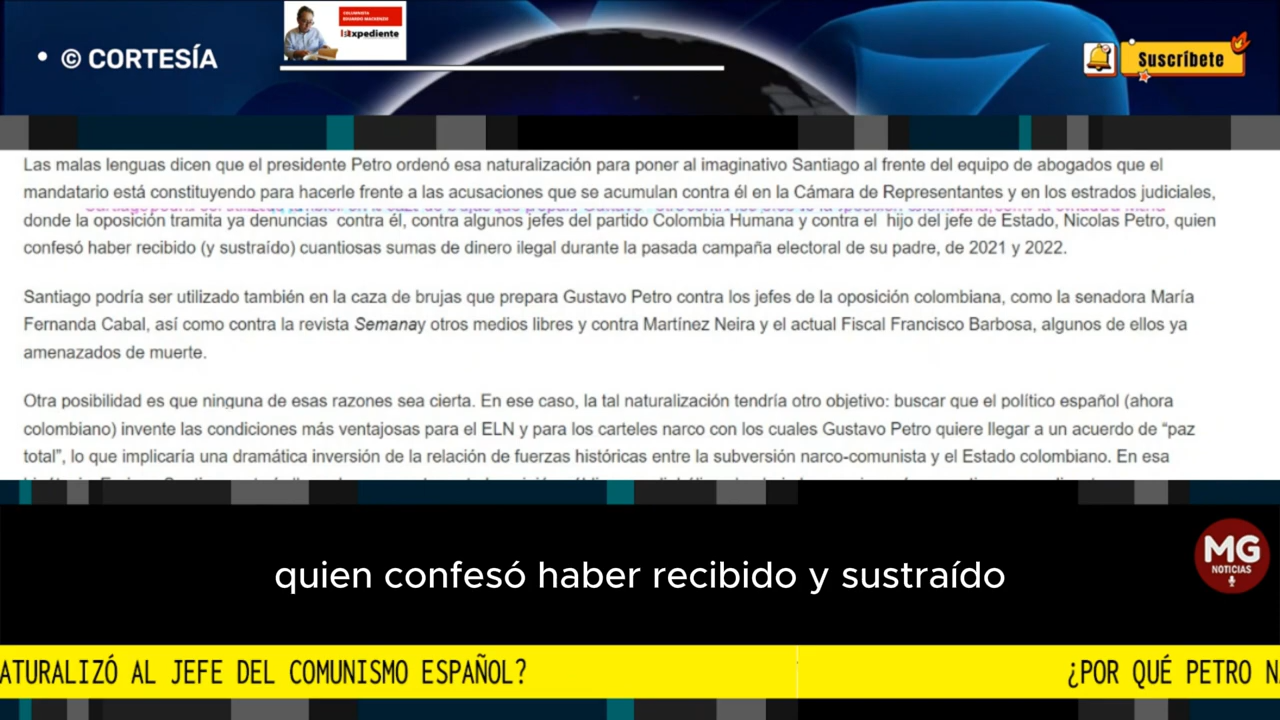 • © CORTESÍA
COLUMNISTA
EDUARDO MACKENZIE
Suscríbete
Las malas lenguas dicen que el presidente Petro ordenó esa naturalización para poner al imaginativo Santiago al frente del equipo de abogados que el
mandatario está constituyendo para hacerle frente a las acusaciones que se acumulan contra él en la Cámara de Representantes y en los estrados judiciales,
donde la oposición tramita ya denuncias contra él, contra algunos jefes del partido Colombia Humana y contra el hijo del jefe de Estado, Nicolas Petro, quien
confesó haber recibido (y sustraído) cuantiosas sumas de dinero ilegal durante la pasada campaña electoral de su padre, de 2021 y 2022.
Santiago podría ser utilizado también en la caza de brujas que prepara Gustavo Petro contra los jefes de la oposición colombiana, como la senadora María
Fernanda Cabal, así como contra la revista Semanay otros medios libres y contra Martínez Neira y el actual Fiscal Francisco Barbosa, algunos de ellos ya
amenazados de muerte.
Otra posibilidad es que ninguna de esas razones sea cierta. En ese caso, la tal naturalización tendría otro objetivo: buscar que el político español (ahora
colombiano) invente las condiciones más ventajosas para el ELN y para los carteles narco con los cuales Gustavo Petro quiere llegar a un acuerdo de “paz
total”, lo que implicaría una dramática inversión de la relación de fuerzas históricas entre la subversión narco-comunista y el Estado colombiano. En esa
quien confesó haber recibido y sustraído
MG
NOTICIAS
ATURALIZÓ AL JEFE DEL COMUNISMO ESPAÑOL? ¿POR QUÉ PETRO N